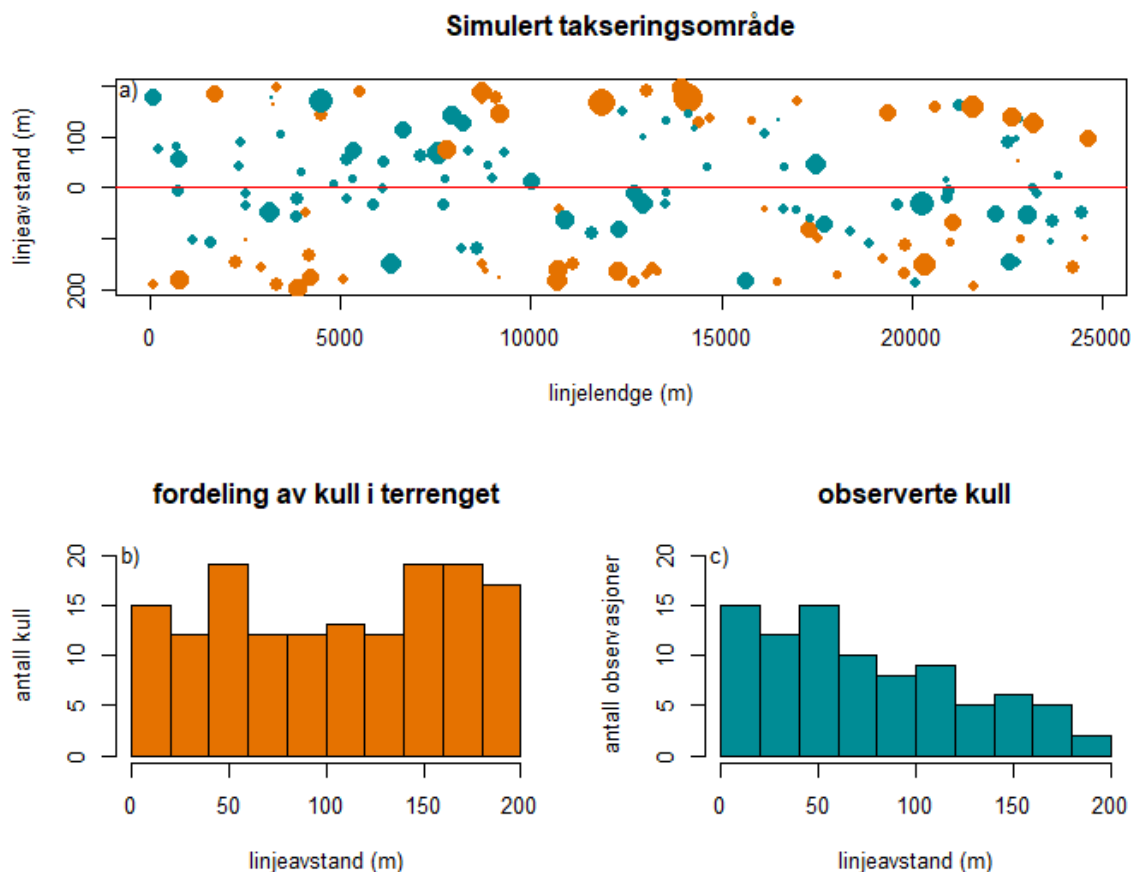 Simulert takseringsområde
a)
linjeavstand (m)
100
0
200
0 5000 10000 15000 20000 25000
linjelendge (m)
fordeling av kull i terrenget
b)
antall kull
20
15
10
5
0
0 50 100 150 200
linjeavstand (m)
observerte kull
c)
antall observasjoner
20
15
10
5
0
0 50 100 150 200
linjeavstand (m)